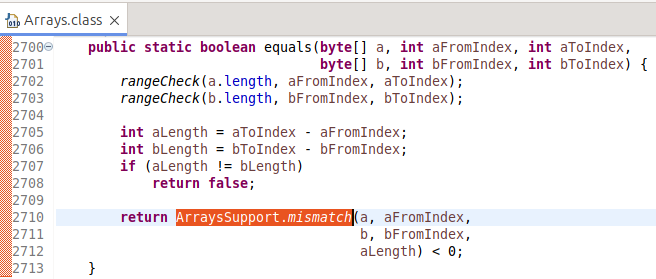 Arrays.class
2700 public static boolean equals(byte[] a, int aFromIndex, int aToIndex,
2701 byte[] b, int bFromIndex, int bToIndex) {
2702 rangeCheck(a.length, aFromIndex, aToIndex);
2703 rangeCheck(b.length, bFromIndex, bToIndex);
2704
2705 int aLength = aToIndex - aFromIndex;
2706 int bLength = bToIndex - bFromIndex;
2707 if (aLength != bLength)
2708 return false;
2709
2710 return ArraysSupport.mismatch(a, aFromIndex,
2711 b, bFromIndex,
2712 aLength) < 0;
2713 }